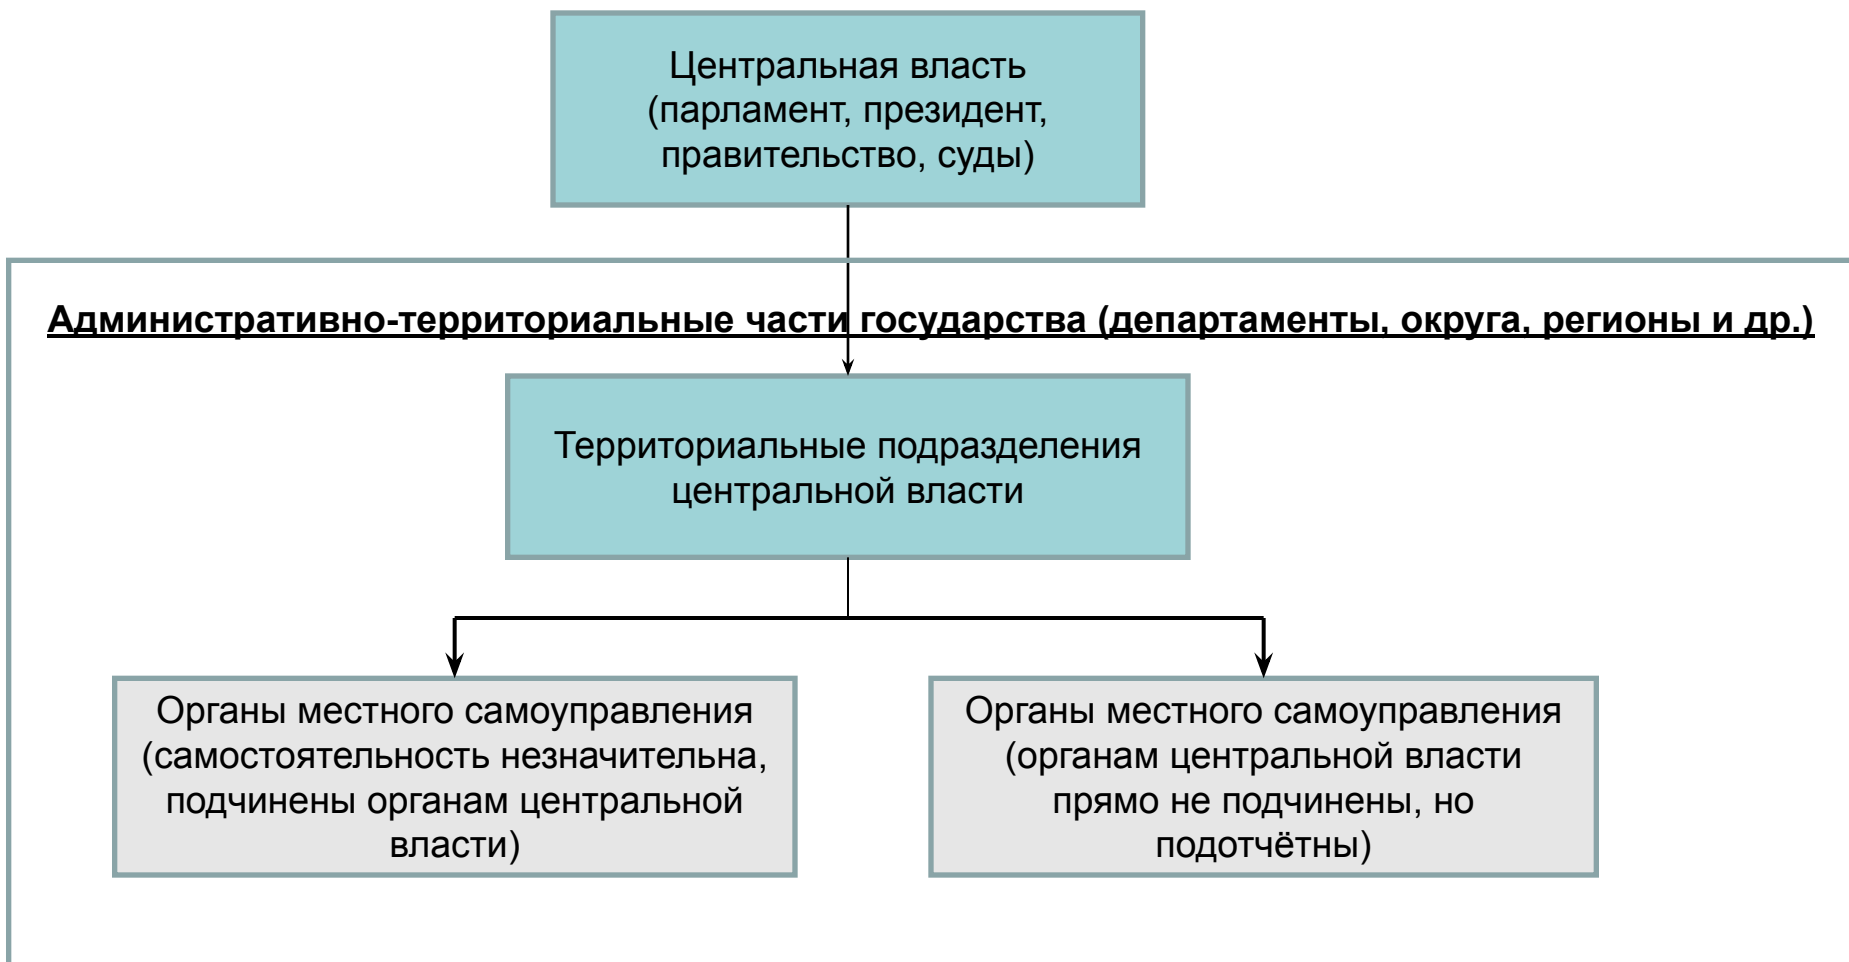 Центральная власть
(парламент, президент,
правительство, суды)
Административно-территориальные части государства (департаменты, округа, регионы и др.)
Территориальные подразделения
центральной власти
Органы местного самоуправления
(самостоятельность незначительна,
подчинены органам центральной
власти)
Органы местного самоуправления
(органам центральной власти
прямо не подчинены, но
подотчётны)